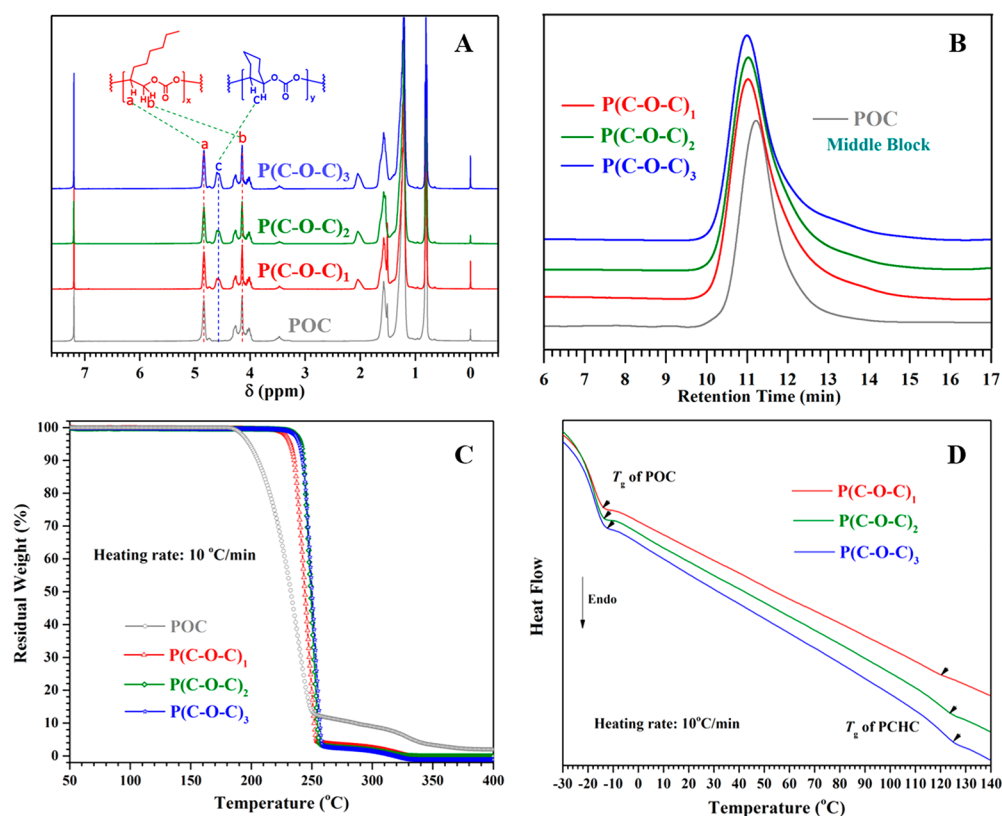 A
O
O
O
x
H
H
H
a
b
O
O
O
y
H
H
c
a
c
b
P(C-O-C)3
P(C-O-C)2
P(C-O-C)1
POC
7 6 5 4 3 2 1 0
δ (ppm)
B
P(C-O-C)1
P(C-O-C)2
P(C-O-C)3
POC
Middle Block
6 7 8 9 10 11 12 13 14 15 16 17
Retention Time (min)
C
100
90
80
70
60
50
40
30
20
10
0
Residual Weight (%)
Heating rate: 10 °C/min
POC
P(C-O-C)1
P(C-O-C)2
P(C-O-C)3
50 100 150 200 250 300 350 400
Temperature (°C)
D
Tg of POC
P(C-O-C)1
P(C-O-C)2
P(C-O-C)3
Heat Flow
Endo
Tg of PCHC
Heating rate: 10°C/min
-30 -20 -10 0 10 20 30 40 50 60 70 80 90 100 110 120 130 140
Temperature (°C)